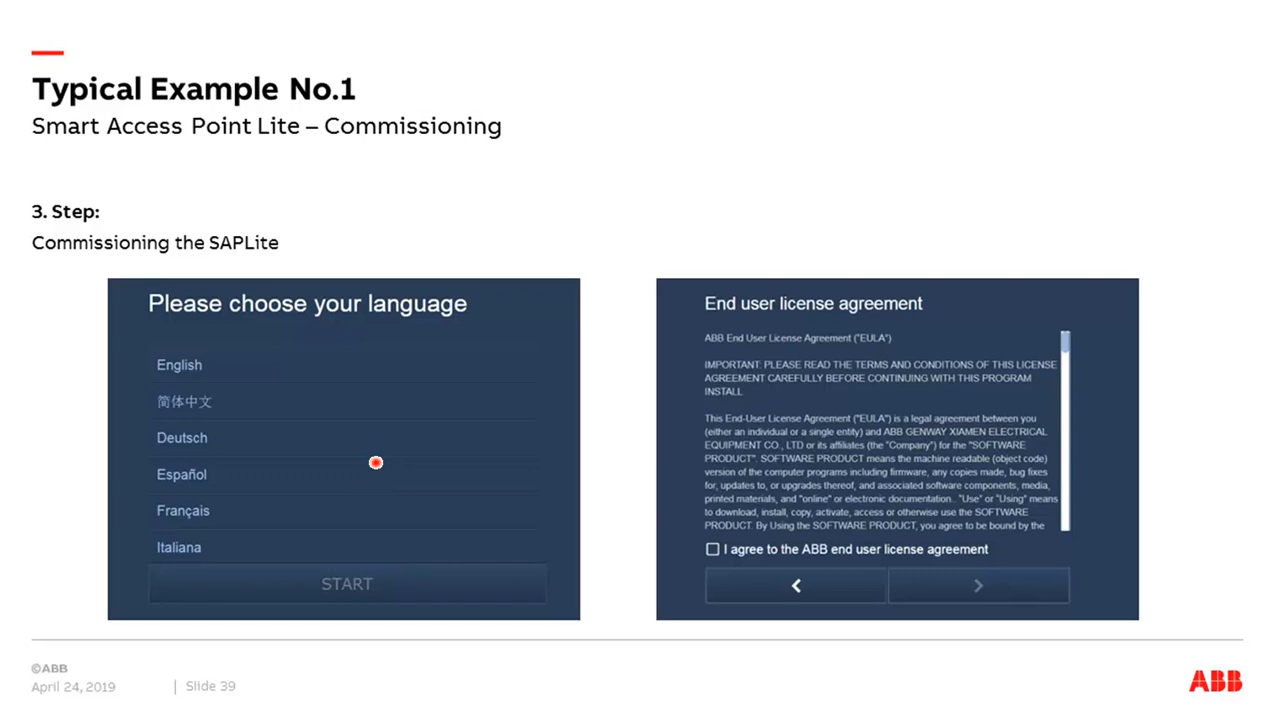 Typical Example No.1
Smart Access Point Lite – Commissioning
3. Step:
Commissioning the SAPLite
Please choose your language
English
简体中文
Deutsch
Español
Français
Italiana
START
End user license agreement
ABB End User License Agreement ("EULA")
IMPORTANT: PLEASE READ THE TERMS AND CONDITIONS OF THIS LICENSE
AGREEMENT CAREFULLY BEFORE CONTINUING WITH THIS PROGRAM
INSTALL
This End-User License Agreement ("EULA") is a legal agreement between you
(either an individual or a single entity) and ABB GENWAY XIAMEN ELECTRICAL
EQUIPMENT CO., LTD or its affiliates (the "Company") for the "SOFTWARE
PRODUCT". SOFTWARE PRODUCT means the machine readable (object code)
version of the computer programs including firmware, any copies made, bug fixes
for, updates to, or upgrades thereof, and associated software components, media,
printed materials, and "online" or electronic documentation.. "Use" or "Using" means
to download, install, copy, activate, access or otherwise use the SOFTWARE
PRODUCT. By Using the SOFTWARE PRODUCT, you agree to be bound by the
I agree to the ABB end user license agreement
©ABB
April 24, 2019
Slide 39
ABB